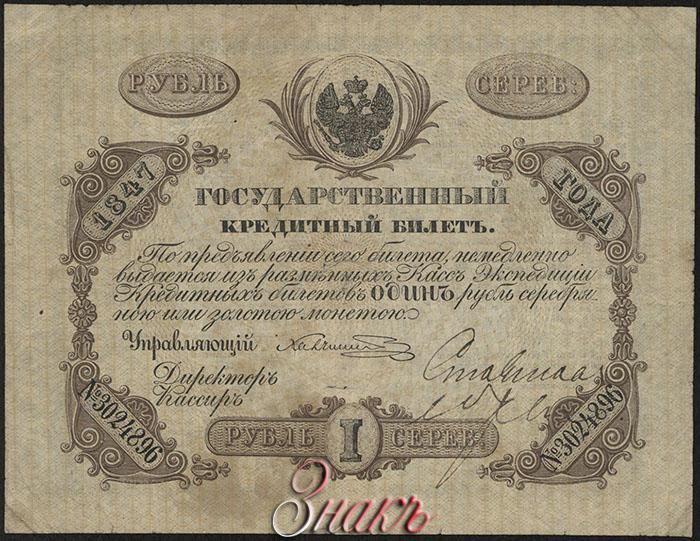 РУБЛЬ
СЕРЕБ:
1847
ГОДА
ГОСУДАРСТВЕННЫЙ
КРЕДИТНЫЙ БИЛЕТЪ.
По предъявленіи сего билета, немедленно
выдается изъ размѣнныхъ Кассъ Экспедиціи
Кредитныхъ билетовъ ОДИНЪ рубль серебря-
ною или золотою монетою.
Управляющій
Директоръ
Кассиръ
№3024896
№3024896
РУБЛЬ I СЕРЕБ:
Знакъ